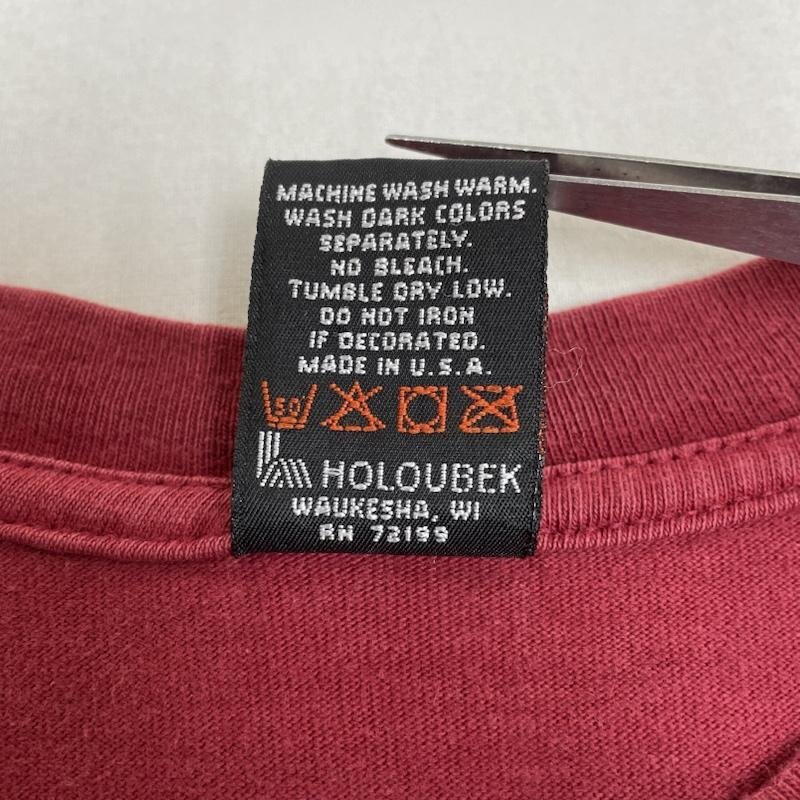 MACHINE WASH WARM.
WASH DARK COLORS
SEPARATELY.
NO BLEACH.
TUMBLE DRY LOW.
DO NOT IRON
IF DECORATED.
MADE IN U.S.A.
50
HOLOUBEK
WAUKESHA, WI
RN 72199